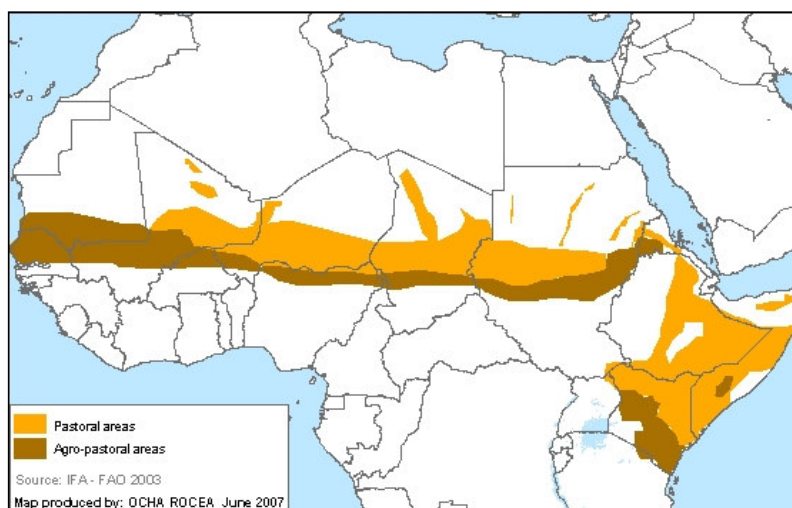 Pastoral areas
Agro-pastoral areas
Source: IFA - FAO 2003
Map produced by: OCHA ROCEA June 2007